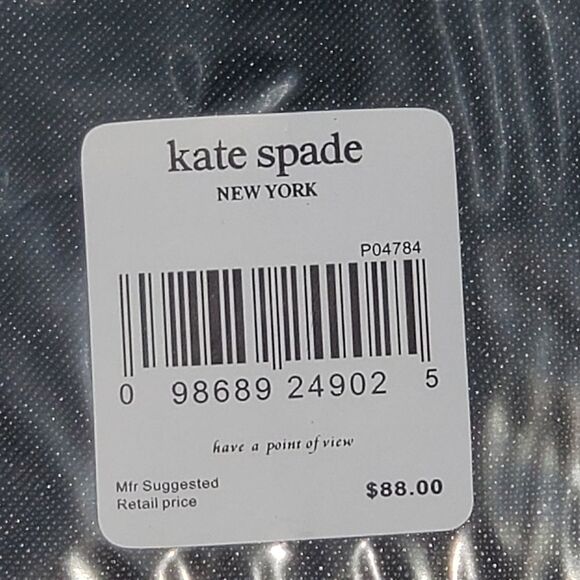 kate spade
NEW YORK
P04784
0 98689 24902 5
have a point of view
Mfr Suggested
Retail price
$88.00